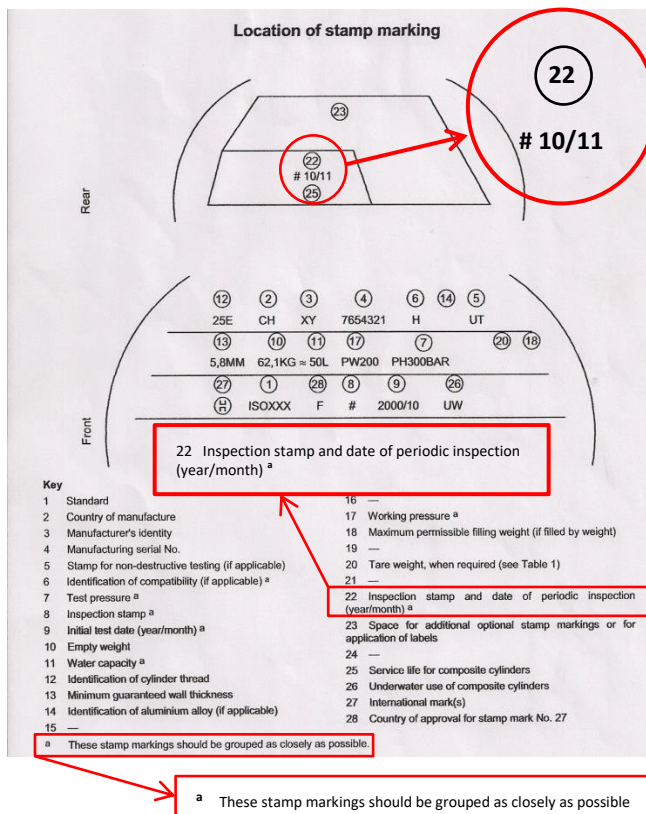 Location of stamp marking
22
# 10/11
23
22
# 10/11
25
Rear
12 2 3 4 6 14 5
25E CH XY 7654321 H UT
13 10 11 17 7 20 18
5,8MM 62,1KG ≈ 50L PW200 PH300BAR
27 1 28 8 9 26
ISOXXX F # 2000/10 UW
Front
22 Inspection stamp and date of periodic inspection
(year/month) a
Key
1 Standard
2 Country of manufacture
3 Manufacturer's identity
4 Manufacturing serial No.
5 Stamp for non-destructive testing (if applicable)
6 Identification of compatibility (if applicable) a
7 Test pressure a
8 Inspection stamp a
9 Initial test date (year/month) a
10 Empty weight
11 Water capacity a
12 Identification of cylinder thread
13 Minimum guaranteed wall thickness
14 Identification of aluminium alloy (if applicable)
15 —
16 —
17 Working pressure a
18 Maximum permissible filling weight (if filled by weight)
19 —
20 Tare weight, when required (see Table 1)
21 —
22 Inspection stamp and date of periodic inspection
(year/month) a
23 Space for additional optional stamp markings or for
application of labels
24 —
25 Service life for composite cylinders
26 Underwater use of composite cylinders
27 International mark(s)
28 Country of approval for stamp mark No. 27
a These stamp markings should be grouped as closely as possible.
a These stamp markings should be grouped as closely as possible